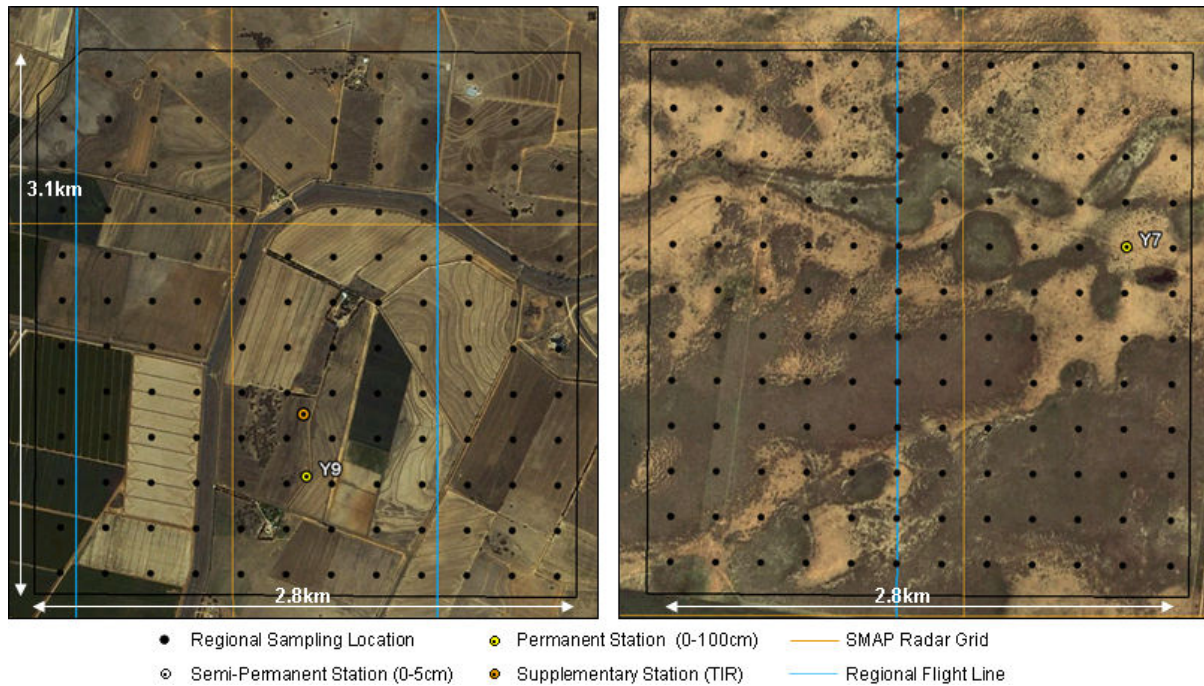 3.1km
Y9
2.8km
Y7
2.8km
Regional Sampling Location
Permanent Station (0-100cm)
SMAP Radar Grid
Semi-Permanent Station (0-5cm)
Supplementary Station (TIR)
Regional Flight Line